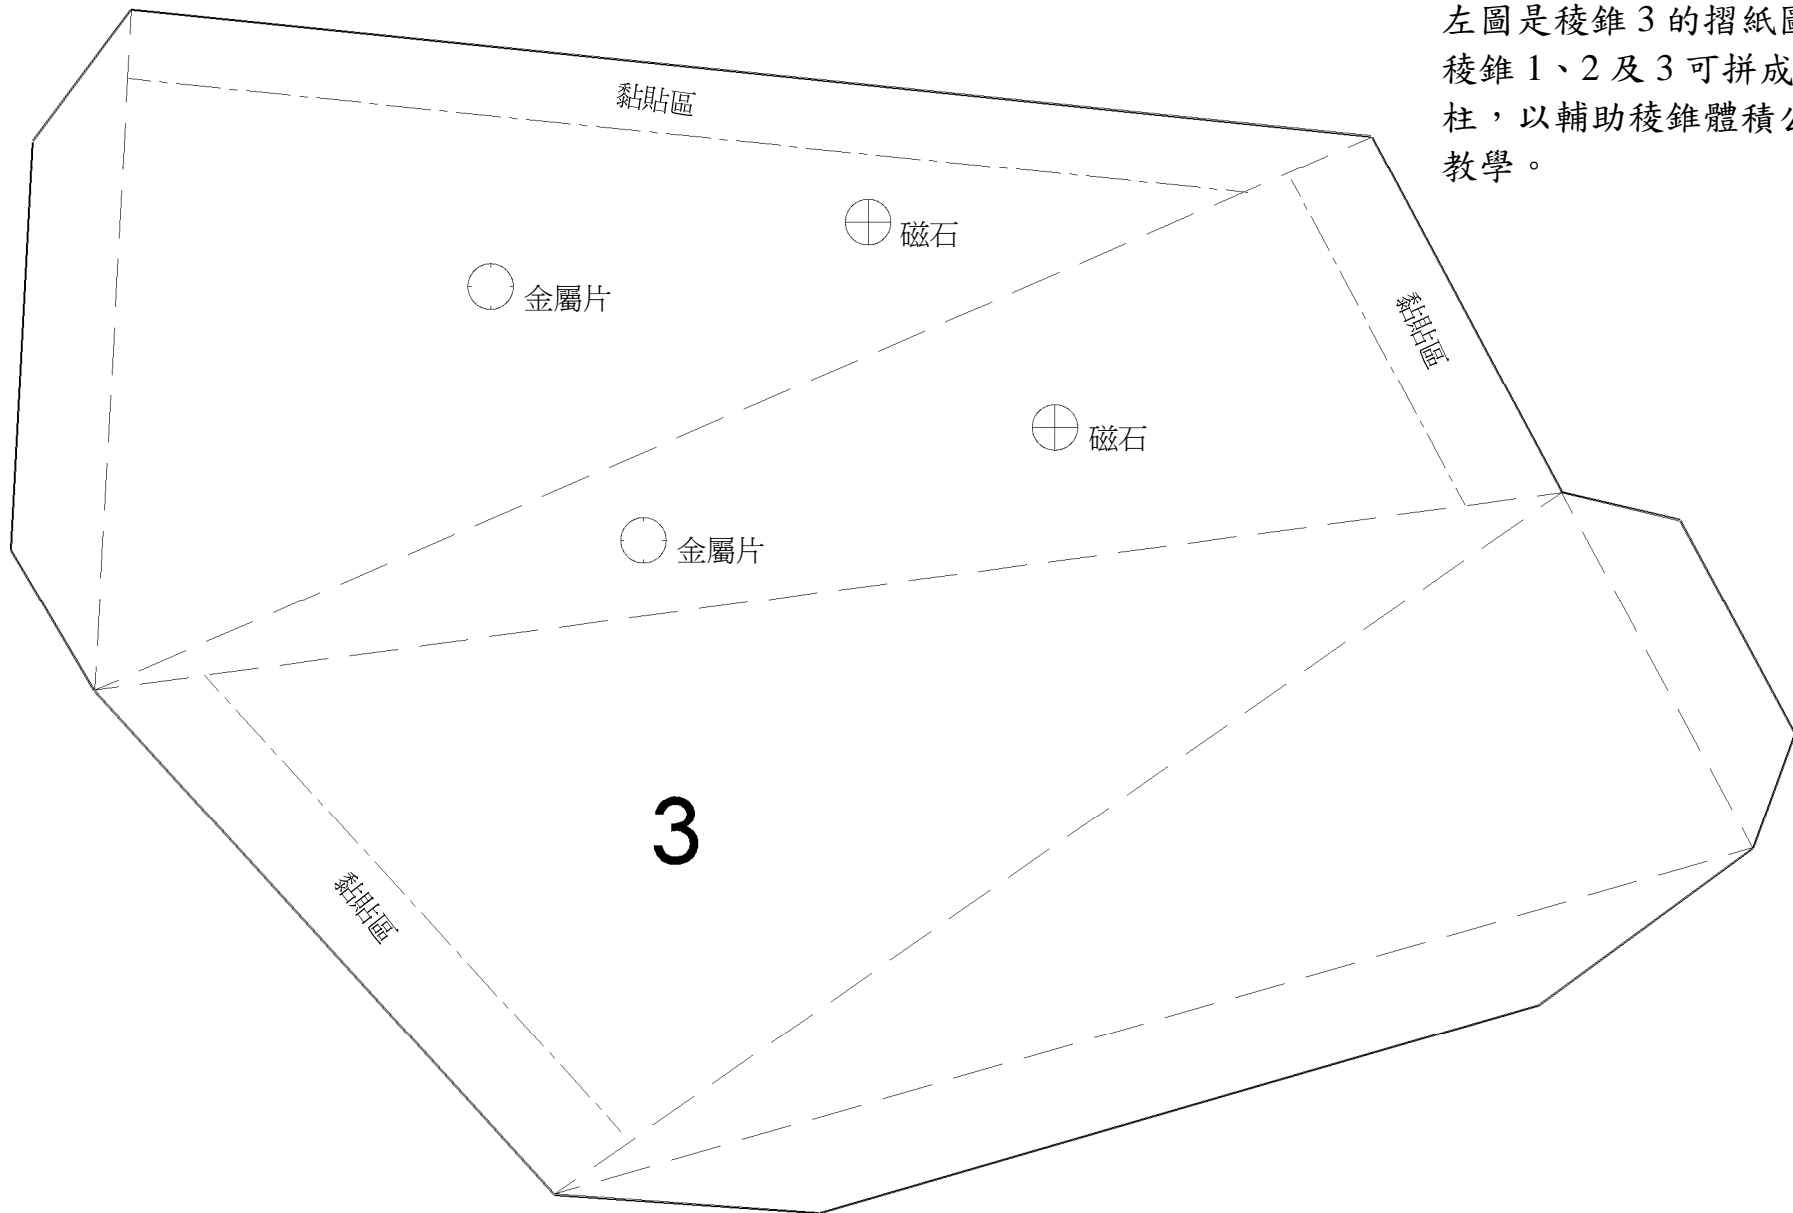 左圖是稜錐 3 的摺紙圖
稜錐 1、2 及 3 可拼成
柱，以輔助稜錐體積公
教學。
黏貼區
磁石
金屬片
黏貼區
磁石
金屬片
3
黏貼區